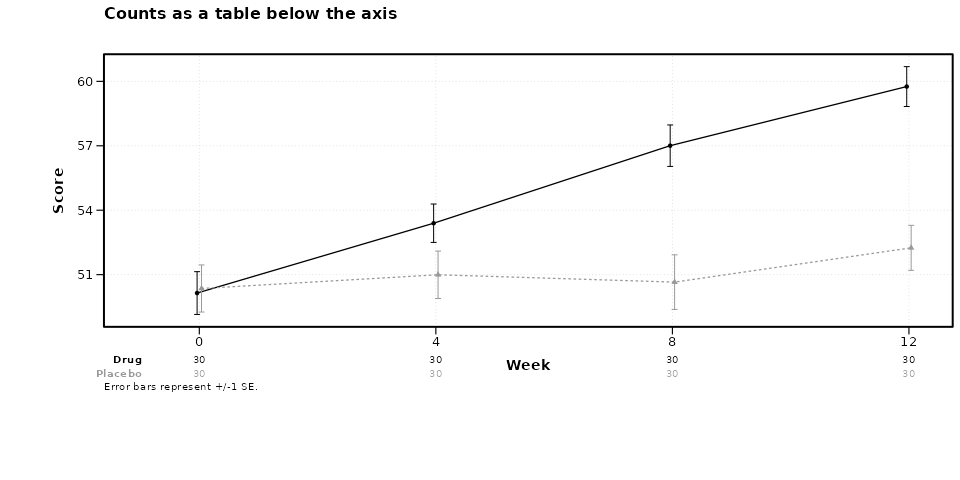 Counts as a table below the axis
60
57
54
51
Score
0 4 8 12
Week
Drug 30 30 30 30
Placebo 30 30 30 30
Error bars represent +/-1 SE.